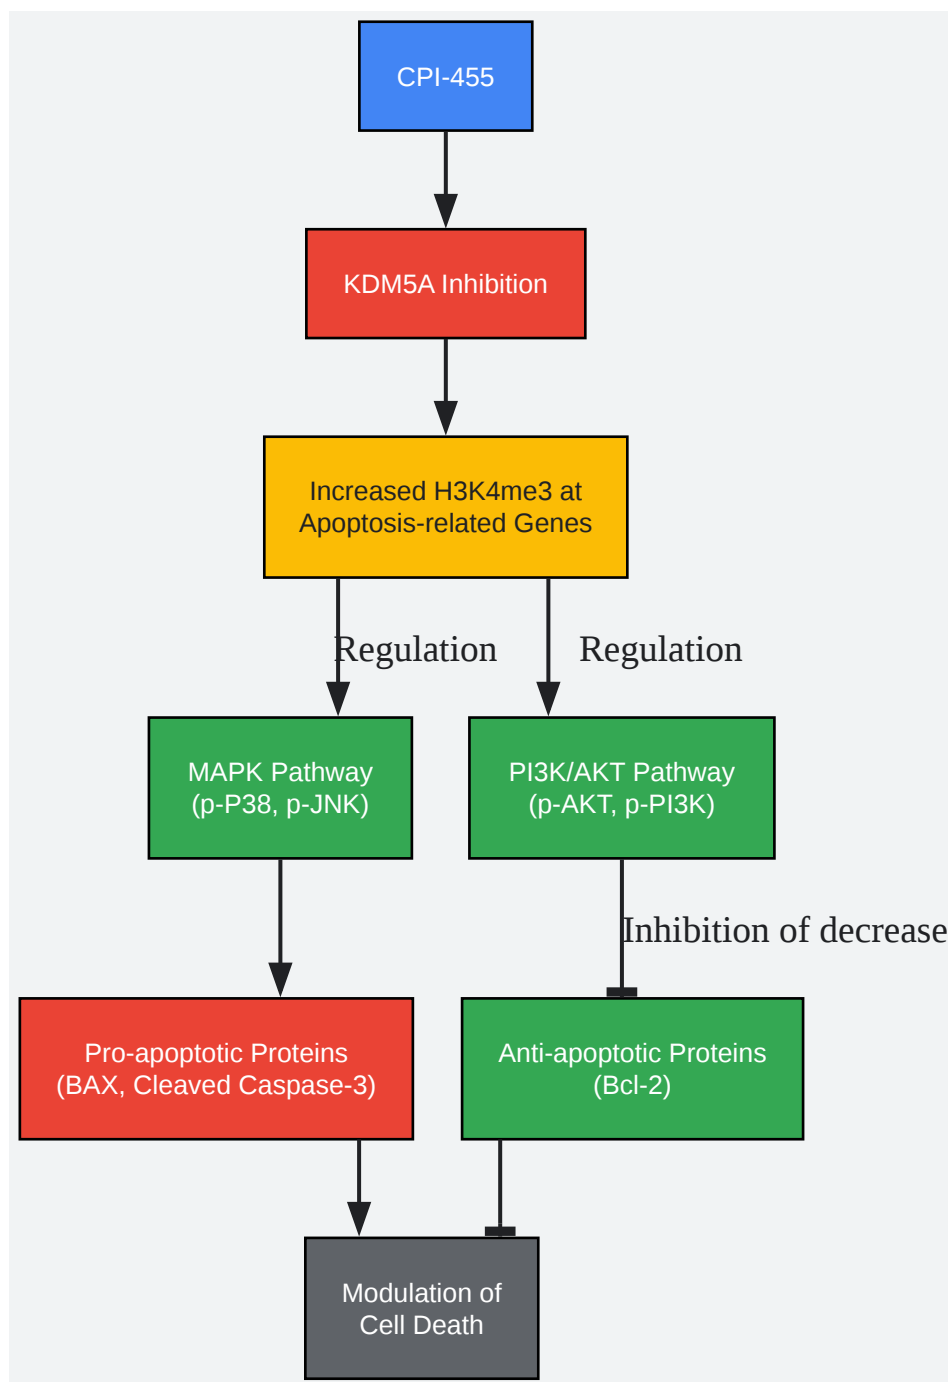 CPI-455
KDM5A Inhibition
Increased H3K4me3 at
Apoptosis-related Genes
Regulation
Regulation
MAPK Pathway
(p-P38, p-JNK)
PI3K/AKT Pathway
(p-AKT, p-PI3K)
Inhibition of decrease
Pro-apoptotic Proteins
(BAX, Cleaved Caspase-3)
Anti-apoptotic Proteins
(Bcl-2)
Modulation of
Cell Death